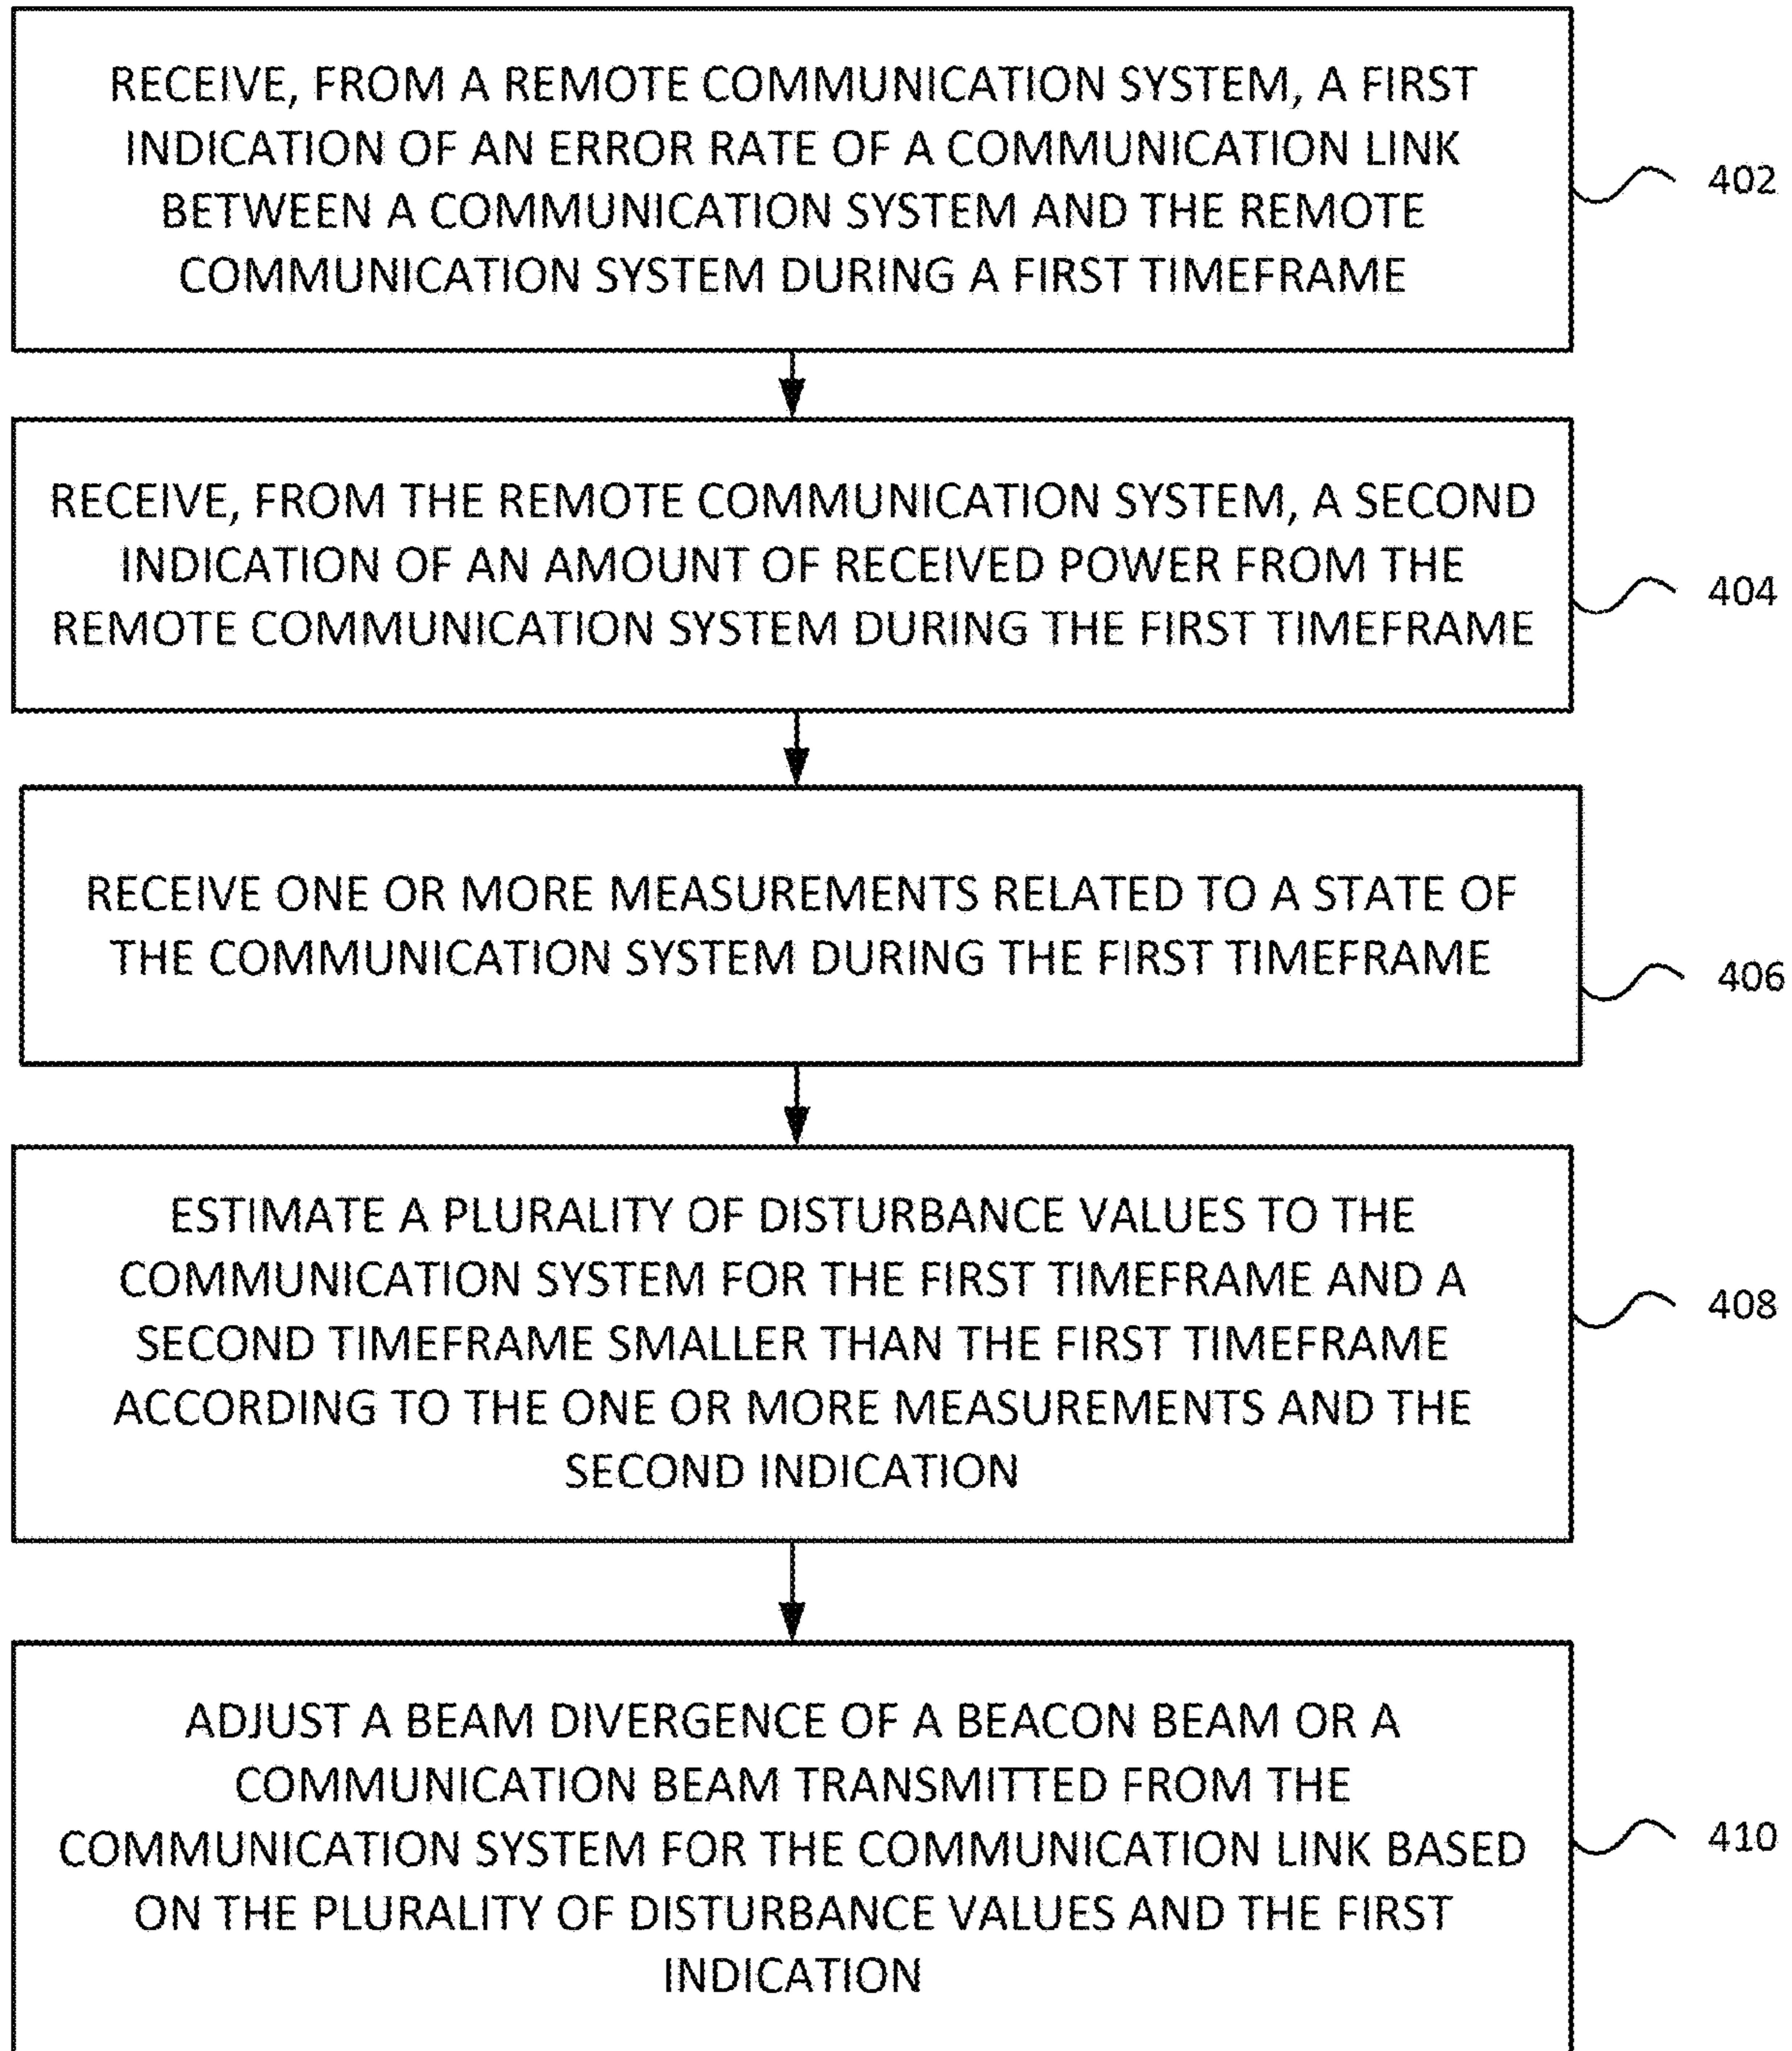 RECEIVE, FROM A REMOTE COMMUNICATION SYSTEM, A FIRST
INDICATION OF AN ERROR RATE OF A COMMUNICATION LINK
BETWEEN A COMMUNICATION SYSTEM AND THE REMOTE
COMMUNICATION SYSTEM DURING A FIRST TIMEFRAME
402
RECEIVE, FROM THE REMOTE COMMUNICATION SYSTEM, A SECOND
INDICATION OF AN AMOUNT OF RECEIVED POWER FROM THE
REMOTE COMMUNICATION SYSTEM DURING THE FIRST TIMEFRAME
404
RECEIVE ONE OR MORE MEASUREMENTS RELATED TO A STATE OF
THE COMMUNICATION SYSTEM DURING THE FIRST TIMEFRAME
406
ESTIMATE A PLURALITY OF DISTURBANCE VALUES TO THE
COMMUNICATION SYSTEM FOR THE FIRST TIMEFRAME AND A
SECOND TIMEFRAME SMALLER THAN THE FIRST TIMEFRAME
ACCORDING TO THE ONE OR MORE MEASUREMENTS AND THE
SECOND INDICATION
408
ADJUST A BEAM DIVERGENCE OF A BEACON BEAM OR A
COMMUNICATION BEAM TRANSMITTED FROM THE
COMMUNICATION SYSTEM FOR THE COMMUNICATION LINK BASED
ON THE PLURALITY OF DISTURBANCE VALUES AND THE FIRST
INDICATION
410